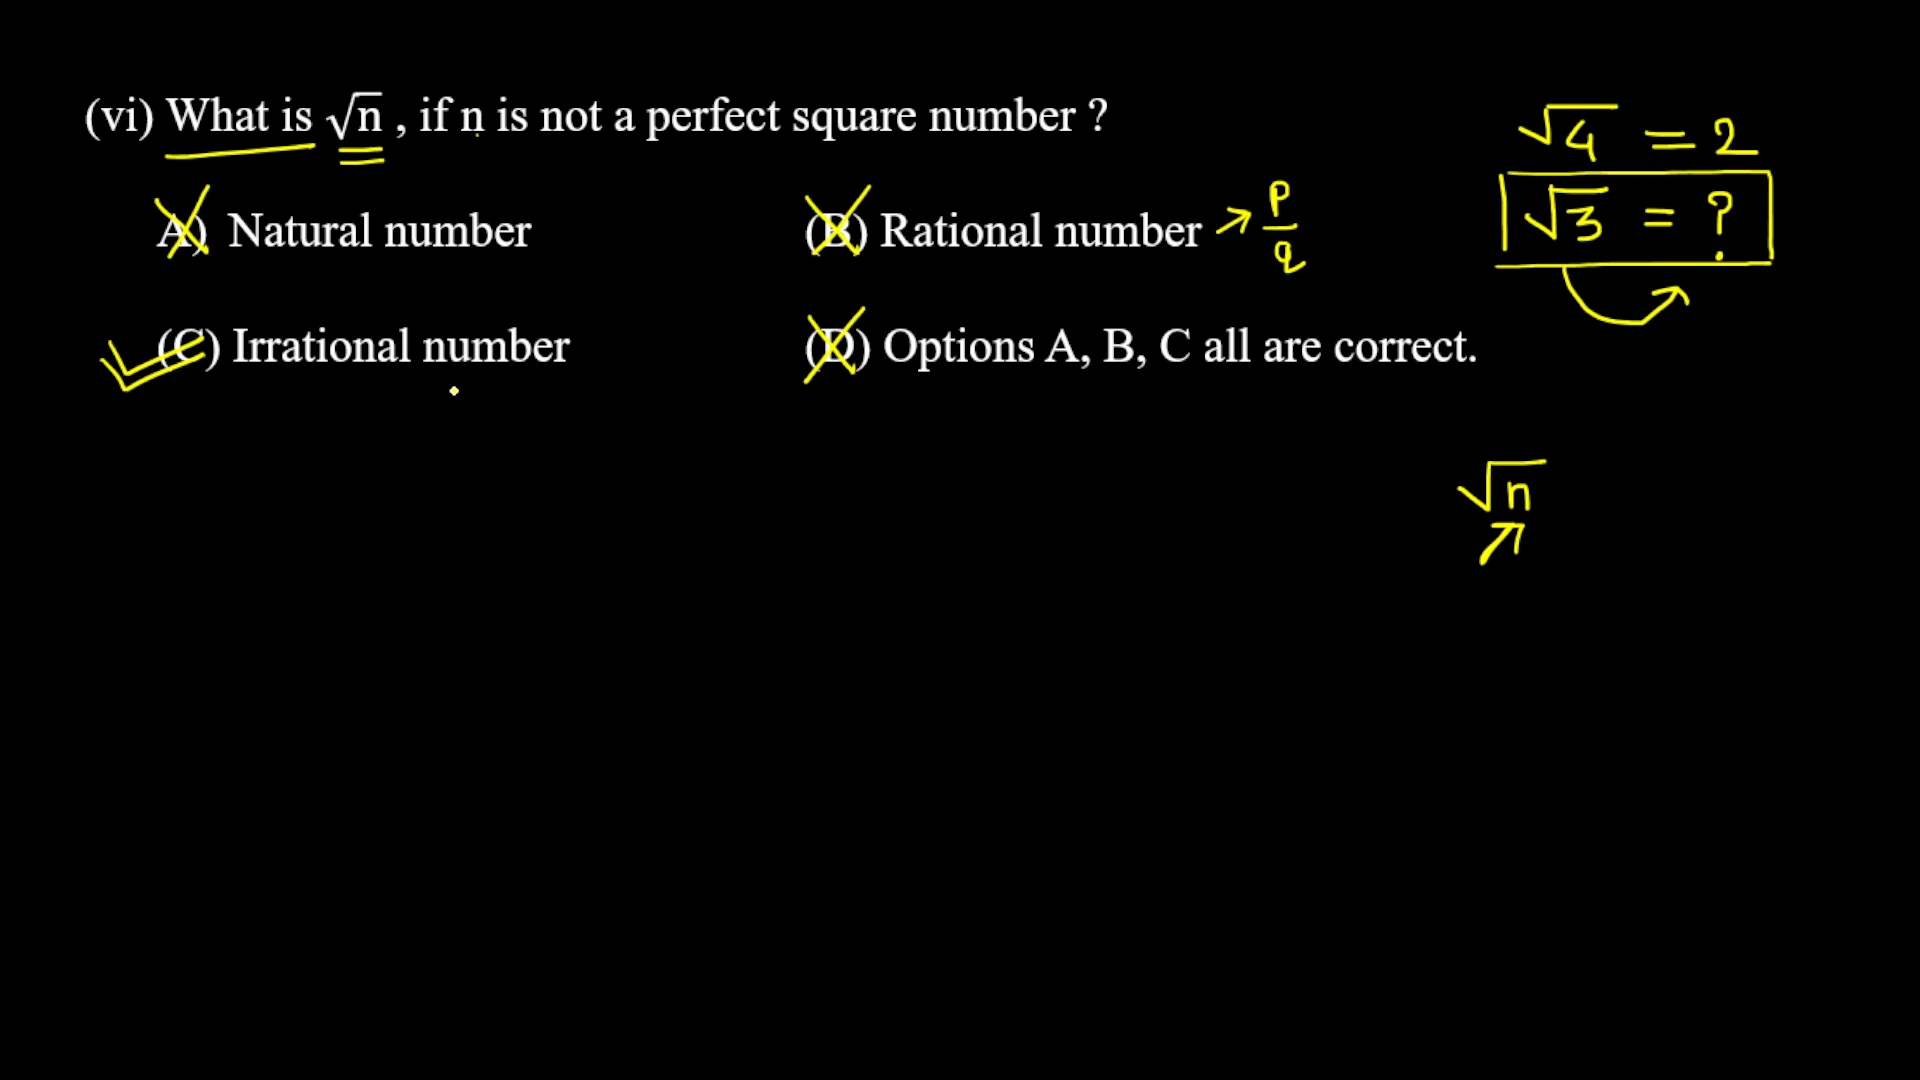 (vi) What is √n , if n is not a perfect square number ?
√4 = 2
A) Natural number
(B) Rational number → p/q
√3 = ?
(C) Irrational number
(D) Options A, B, C all are correct.
√n